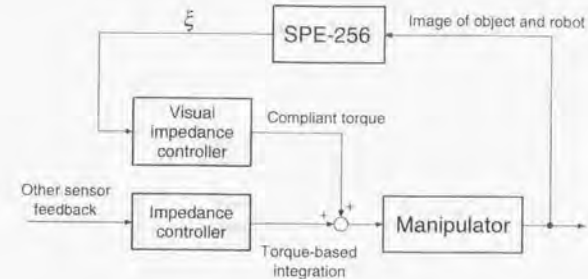 ξ
SPE-256
Image of object and robot
Visual
impedance
controller
Compliant torque
Other sensor
feedback
Impedance
controller
+
+
Manipulator
Torque-based
integration